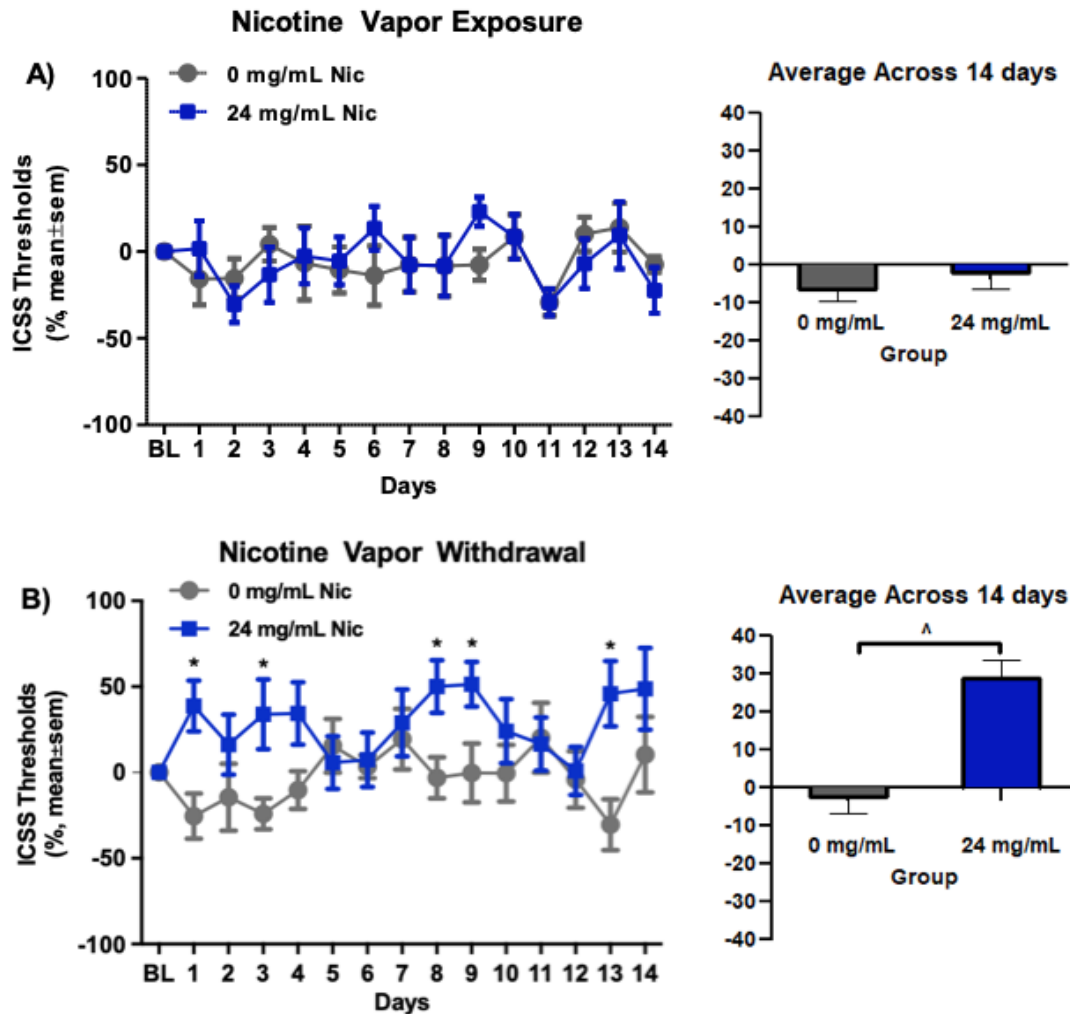 Nicotine Vapor Exposure
A)
0 mg/mL Nic
24 mg/mL Nic
ICSS Thresholds
(%, mean±sem)
100
50
0
-50
-100
BL 1 2 3 4 5 6 7 8 9 10 11 12 13 14
Days
Average Across 14 days
40
30
20
10
0
-10
-20
-30
-40
0 mg/mL 24 mg/mL
Group
Nicotine Vapor Withdrawal
B)
0 mg/mL Nic
24 mg/mL Nic
ICSS Thresholds
(%, mean±sem)
100
50
0
-50
-100
* * * * *
BL 1 2 3 4 5 6 7 8 9 10 11 12 13 14
Days
Average Across 14 days
^
40
30
20
10
0
-10
-20
-30
-40
0 mg/mL 24 mg/mL
Group